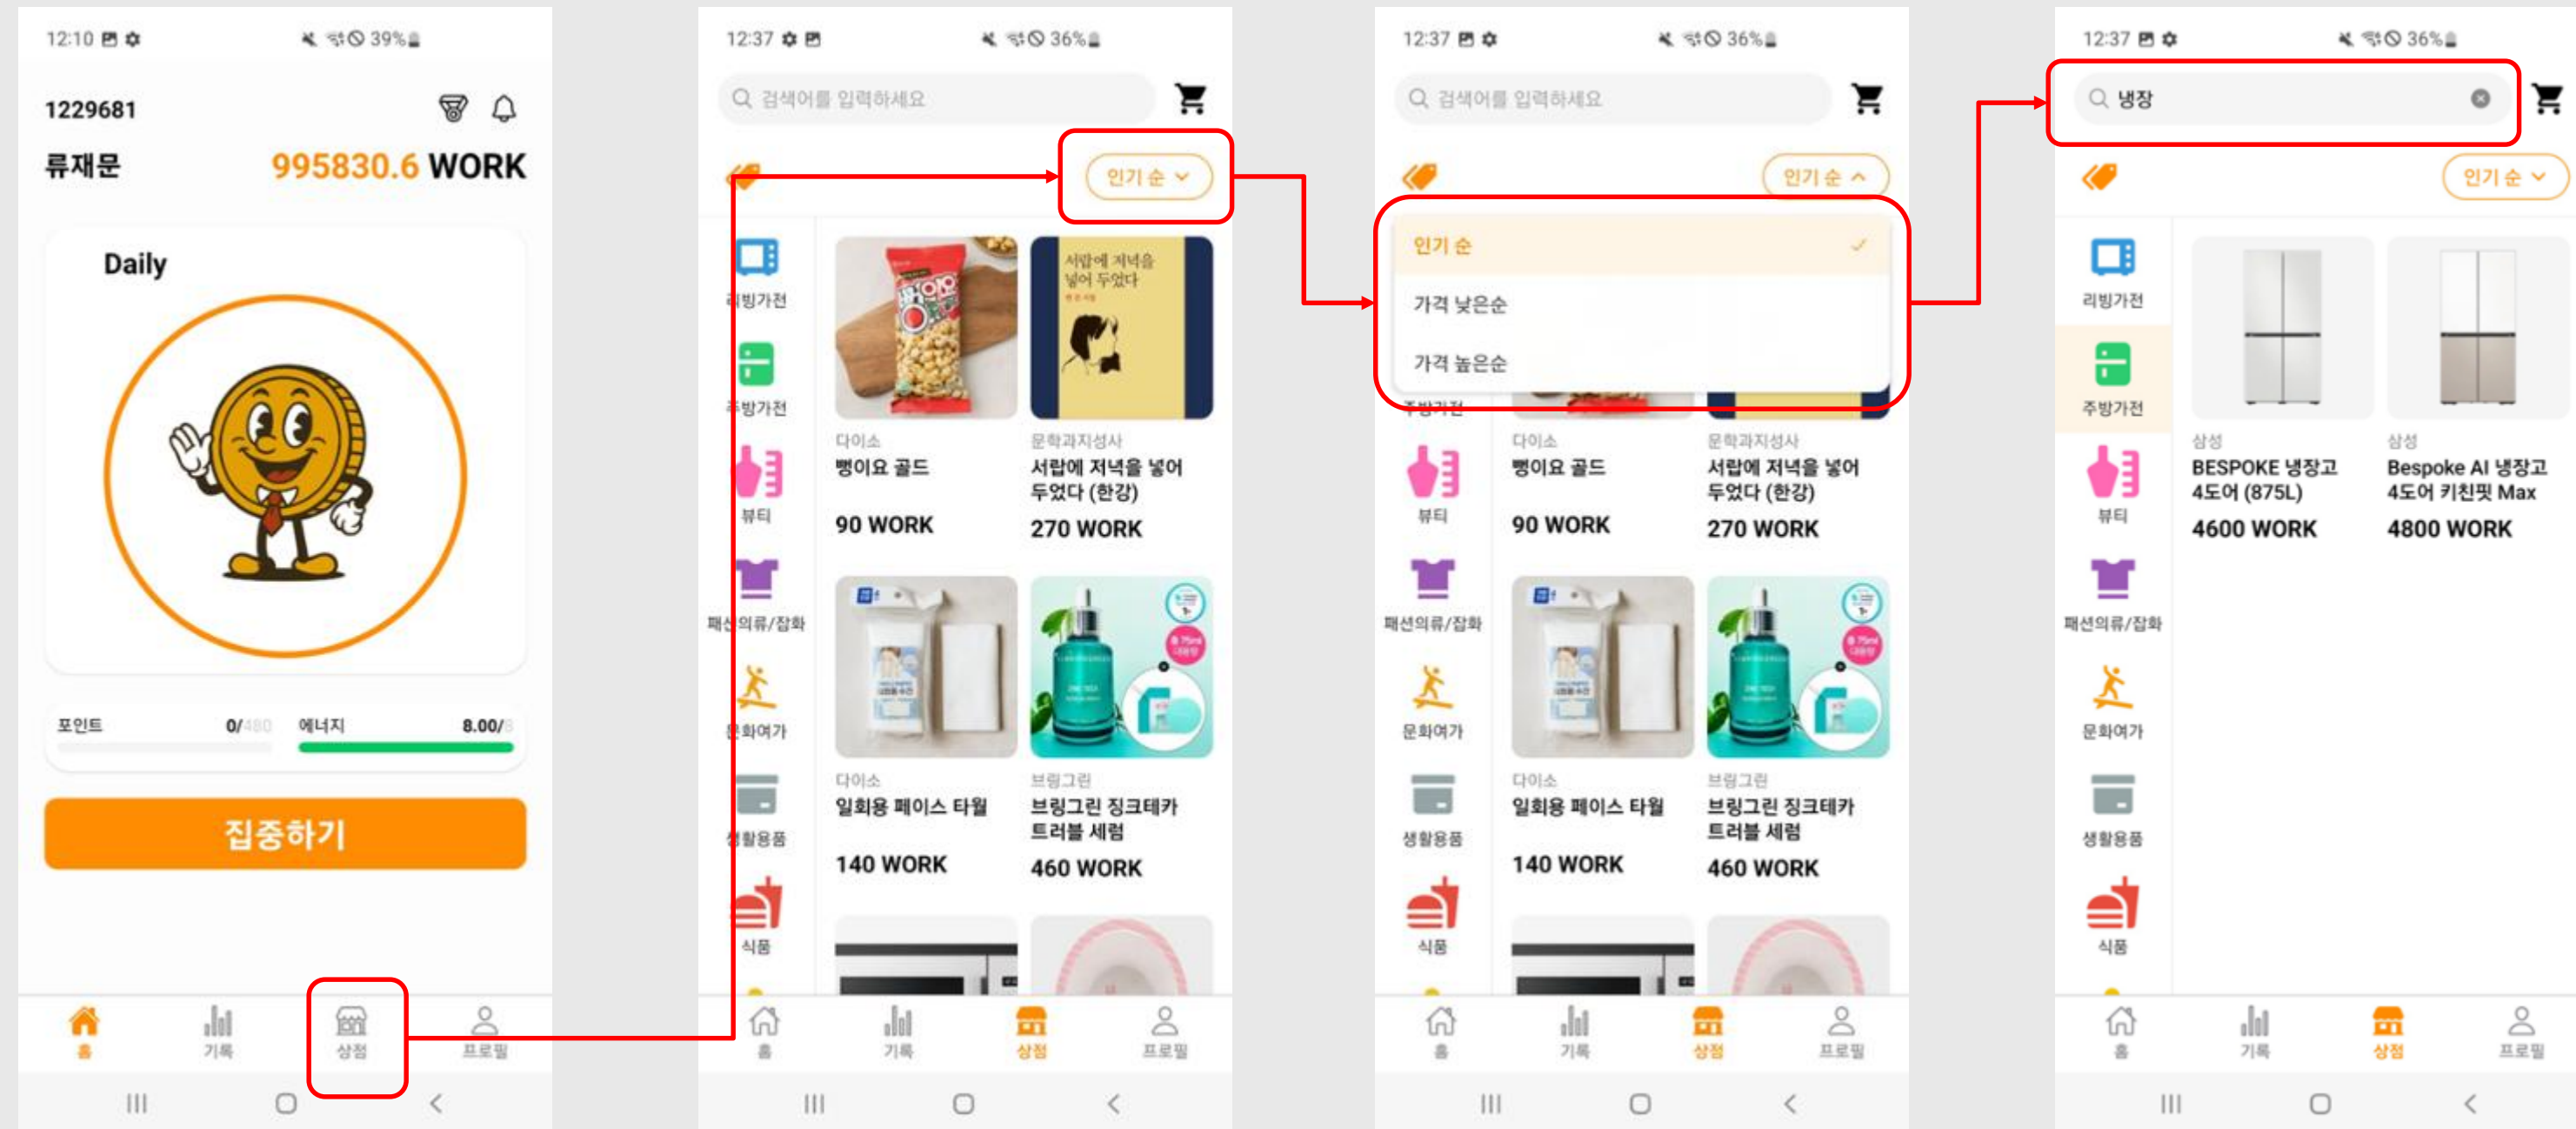 12:10
39%
1229681
류재문
995830.6 WORK
Daily
포인트
0/480
에너지
8.00/8
집중하기
홈
기록
상점
프로필
12:37
36%
검색어를 입력하세요
인기 순
리빙가전
주방가전
뷰티
패션의류/잡화
문화여가
생활용품
식품
서랍에 저녁을
넣어 두었다
다이소
뻥이요 골드
90 WORK
문학과지성사
서랍에 저녁을 넣어
두었다 (한강)
270 WORK
다이소
일회용 페이스 타월
140 WORK
브링그린
브링그린 징크테카
트러블 세럼
460 WORK
홈
기록
상점
프로필
12:37
36%
검색어를 입력하세요
인기 순
인기 순
가격 낮은순
가격 높은순
주방가전
뷰티
패션의류/잡화
문화여가
생활용품
식품
다이소
뻥이요 골드
90 WORK
문학과지성사
서랍에 저녁을 넣어
두었다 (한강)
270 WORK
다이소
일회용 페이스 타월
140 WORK
브링그린
브링그린 징크테카
트러블 세럼
460 WORK
홈
기록
상점
프로필
12:37
36%
냉장
인기 순
리빙가전
주방가전
뷰티
패션의류/잡화
문화여가
생활용품
식품
삼성
BESPOKE 냉장고
4도어 (875L)
4600 WORK
삼성
Bespoke AI 냉장고
4도어 키친핏 Max
4800 WORK
홈
기록
상점
프로필